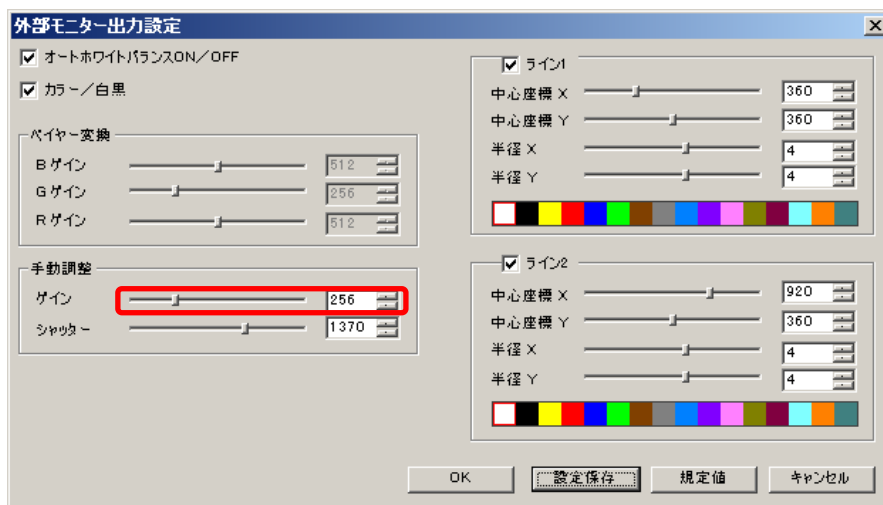 外部モニター出力設定
オートホワイトバランスON/OFF
カラー/白黒
ベイヤー変換
Bゲイン 512
Gゲイン 256
Rゲイン 512
手動調整
ゲイン 256
シャッター 1370
ライン1
中心座標 X 360
中心座標 Y 360
半径 X 4
半径 Y 4
ライン2
中心座標 X 920
中心座標 Y 360
半径 X 4
半径 Y 4
OK 設定保存 規定値 キャンセル